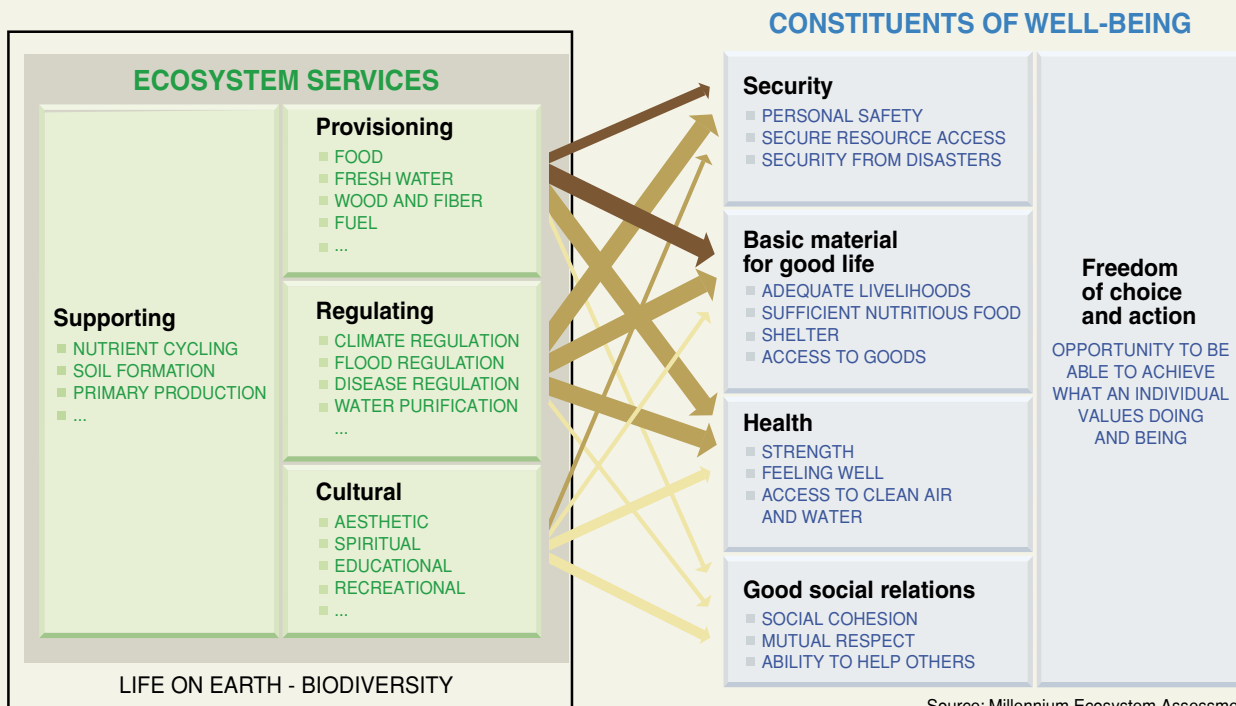 CONSTITUENTS OF WELL-BEING
ECOSYSTEM SERVICES
Supporting
NUTRIENT CYCLING
SOIL FORMATION
PRIMARY PRODUCTION
...
Provisioning
FOOD
FRESH WATER
WOOD AND FIBER
FUEL
...
Regulating
CLIMATE REGULATION
FLOOD REGULATION
DISEASE REGULATION
WATER PURIFICATION
...
Cultural
AESTHETIC
SPIRITUAL
EDUCATIONAL
RECREATIONAL
...
LIFE ON EARTH - BIODIVERSITY
Security
PERSONAL SAFETY
SECURE RESOURCE ACCESS
SECURITY FROM DISASTERS
Basic material
for good life
ADEQUATE LIVELIHOODS
SUFFICIENT NUTRITIOUS FOOD
SHELTER
ACCESS TO GOODS
Health
STRENGTH
FEELING WELL
ACCESS TO CLEAN AIR
AND WATER
Good social relations
SOCIAL COHESION
MUTUAL RESPECT
ABILITY TO HELP OTHERS
Freedom
of choice
and action
OPPORTUNITY TO BE
ABLE TO ACHIEVE
WHAT AN INDIVIDUAL
VALUES DOING
AND BEING
Source: Millennium Ecosystem